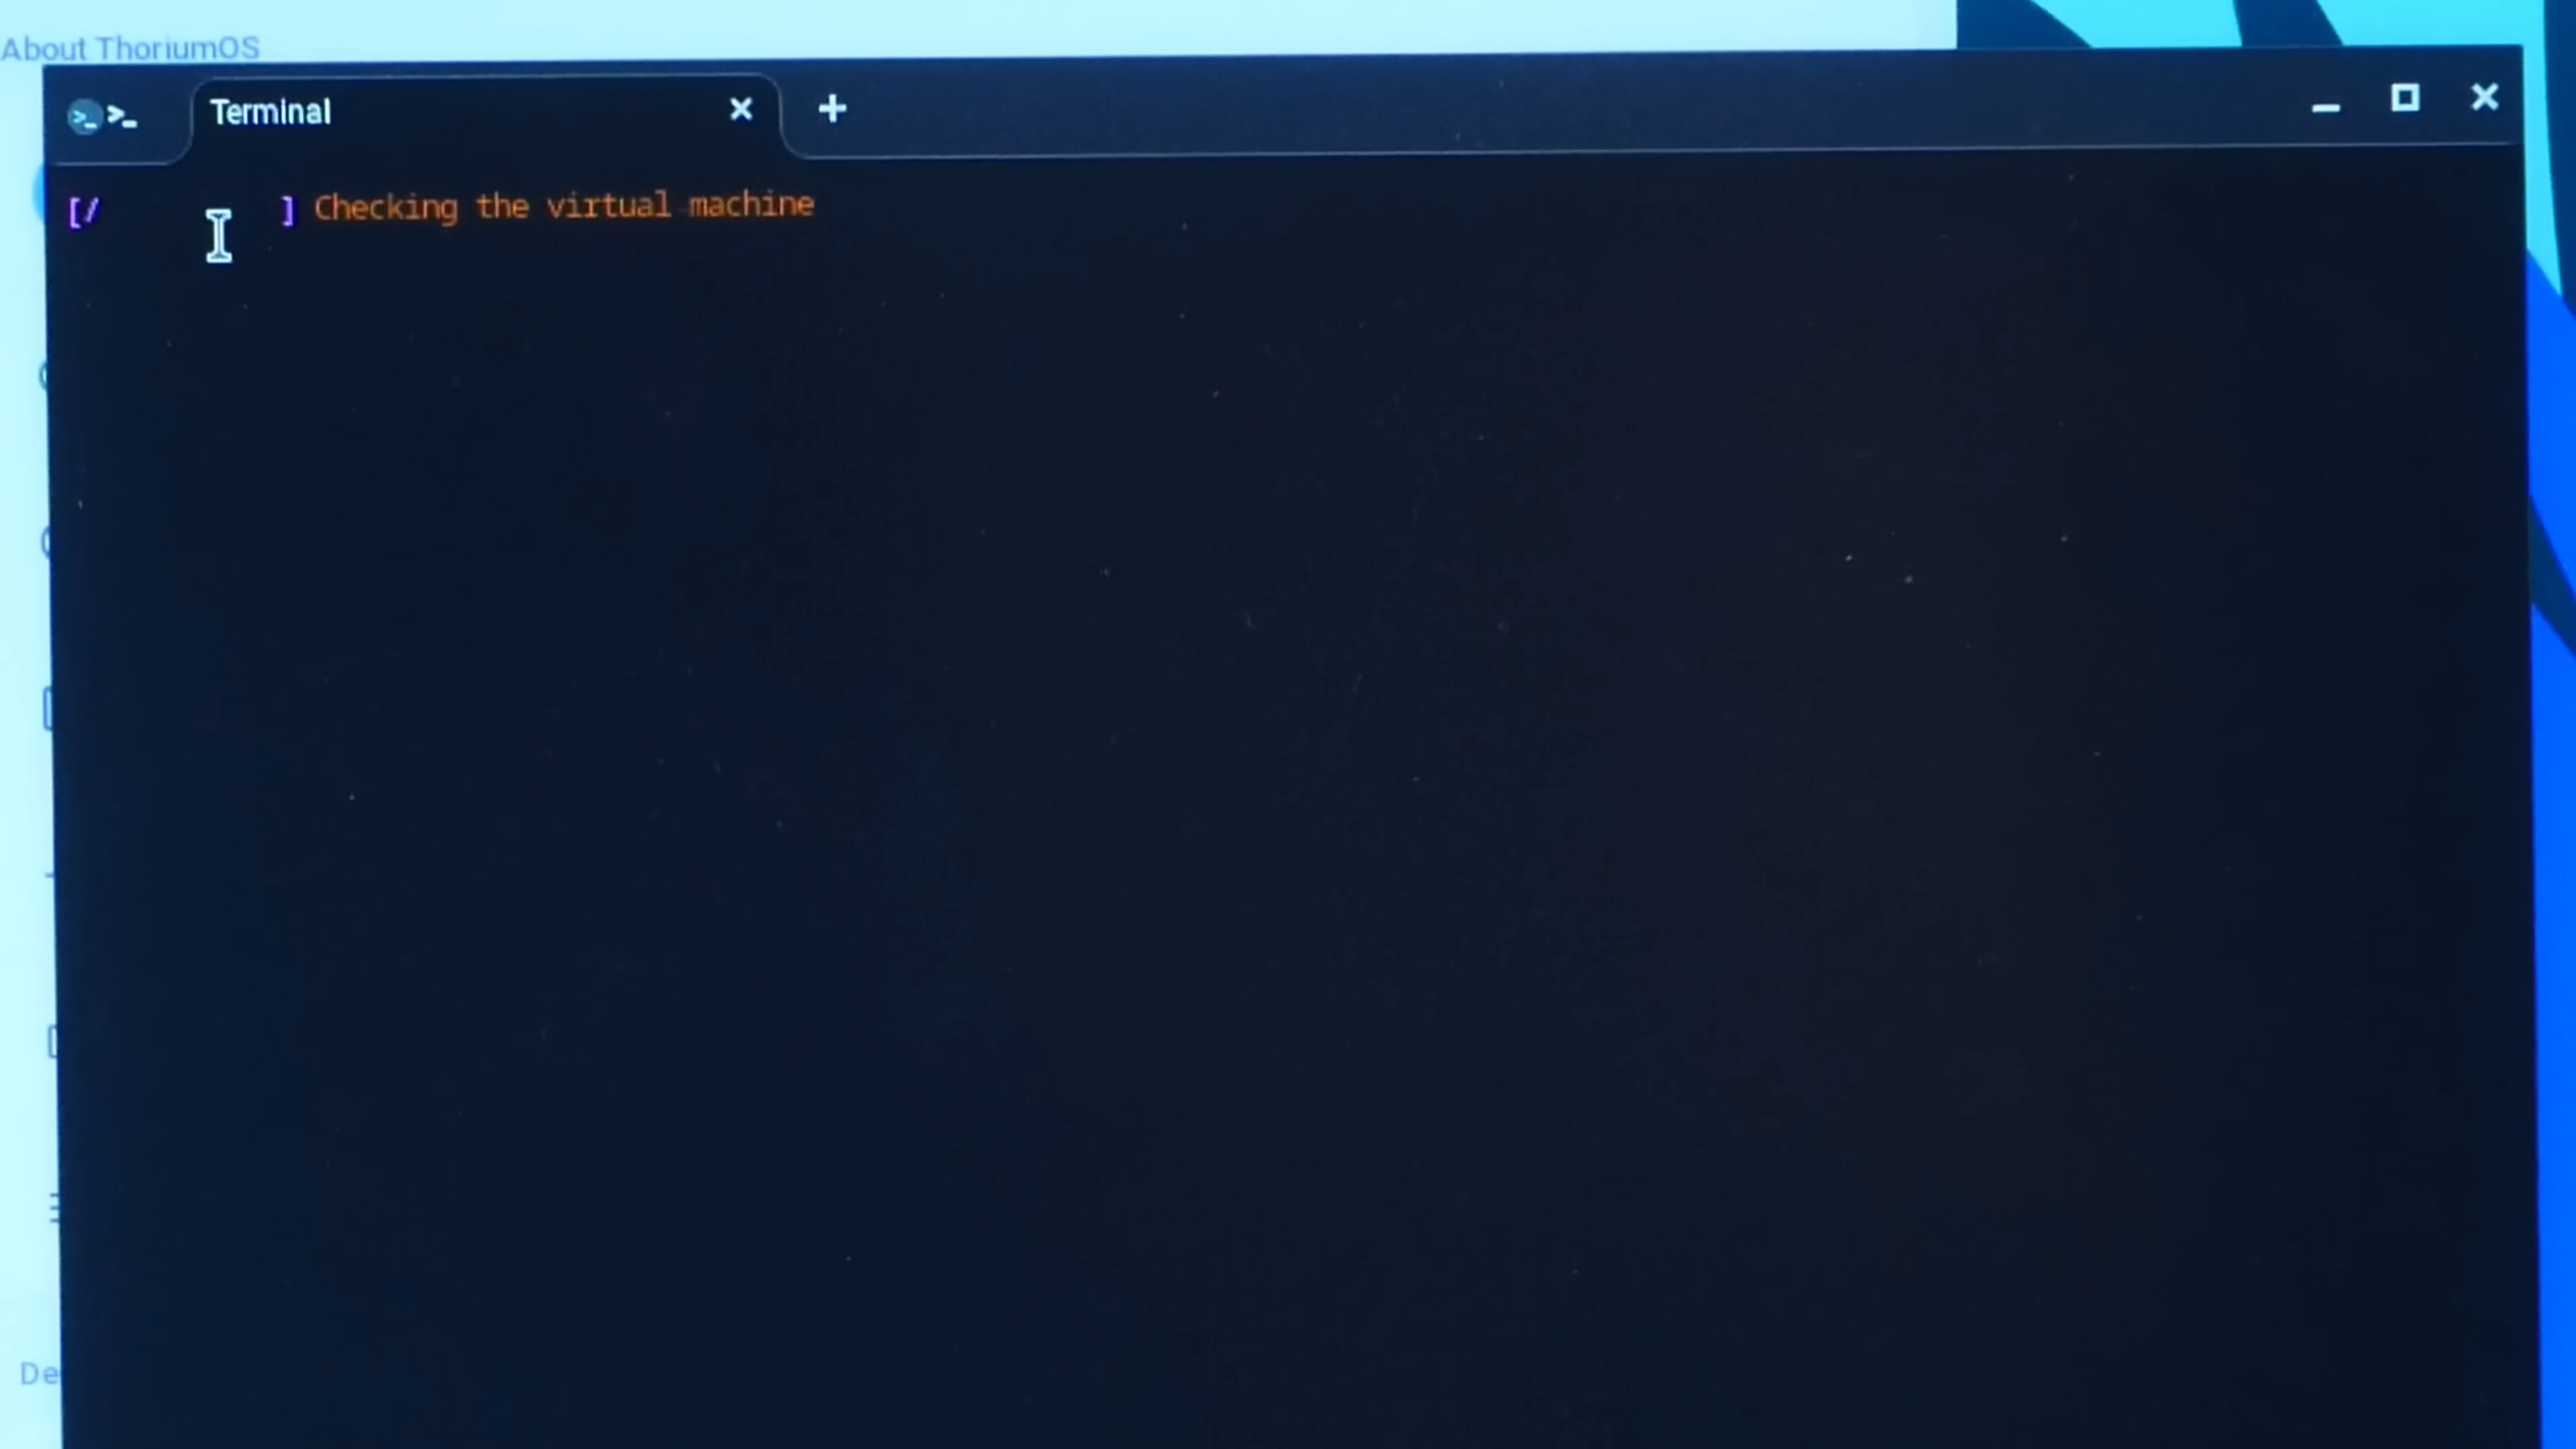 About ThoriumOS
>_ >_ Terminal
[/ ] Checking the virtual machine
De